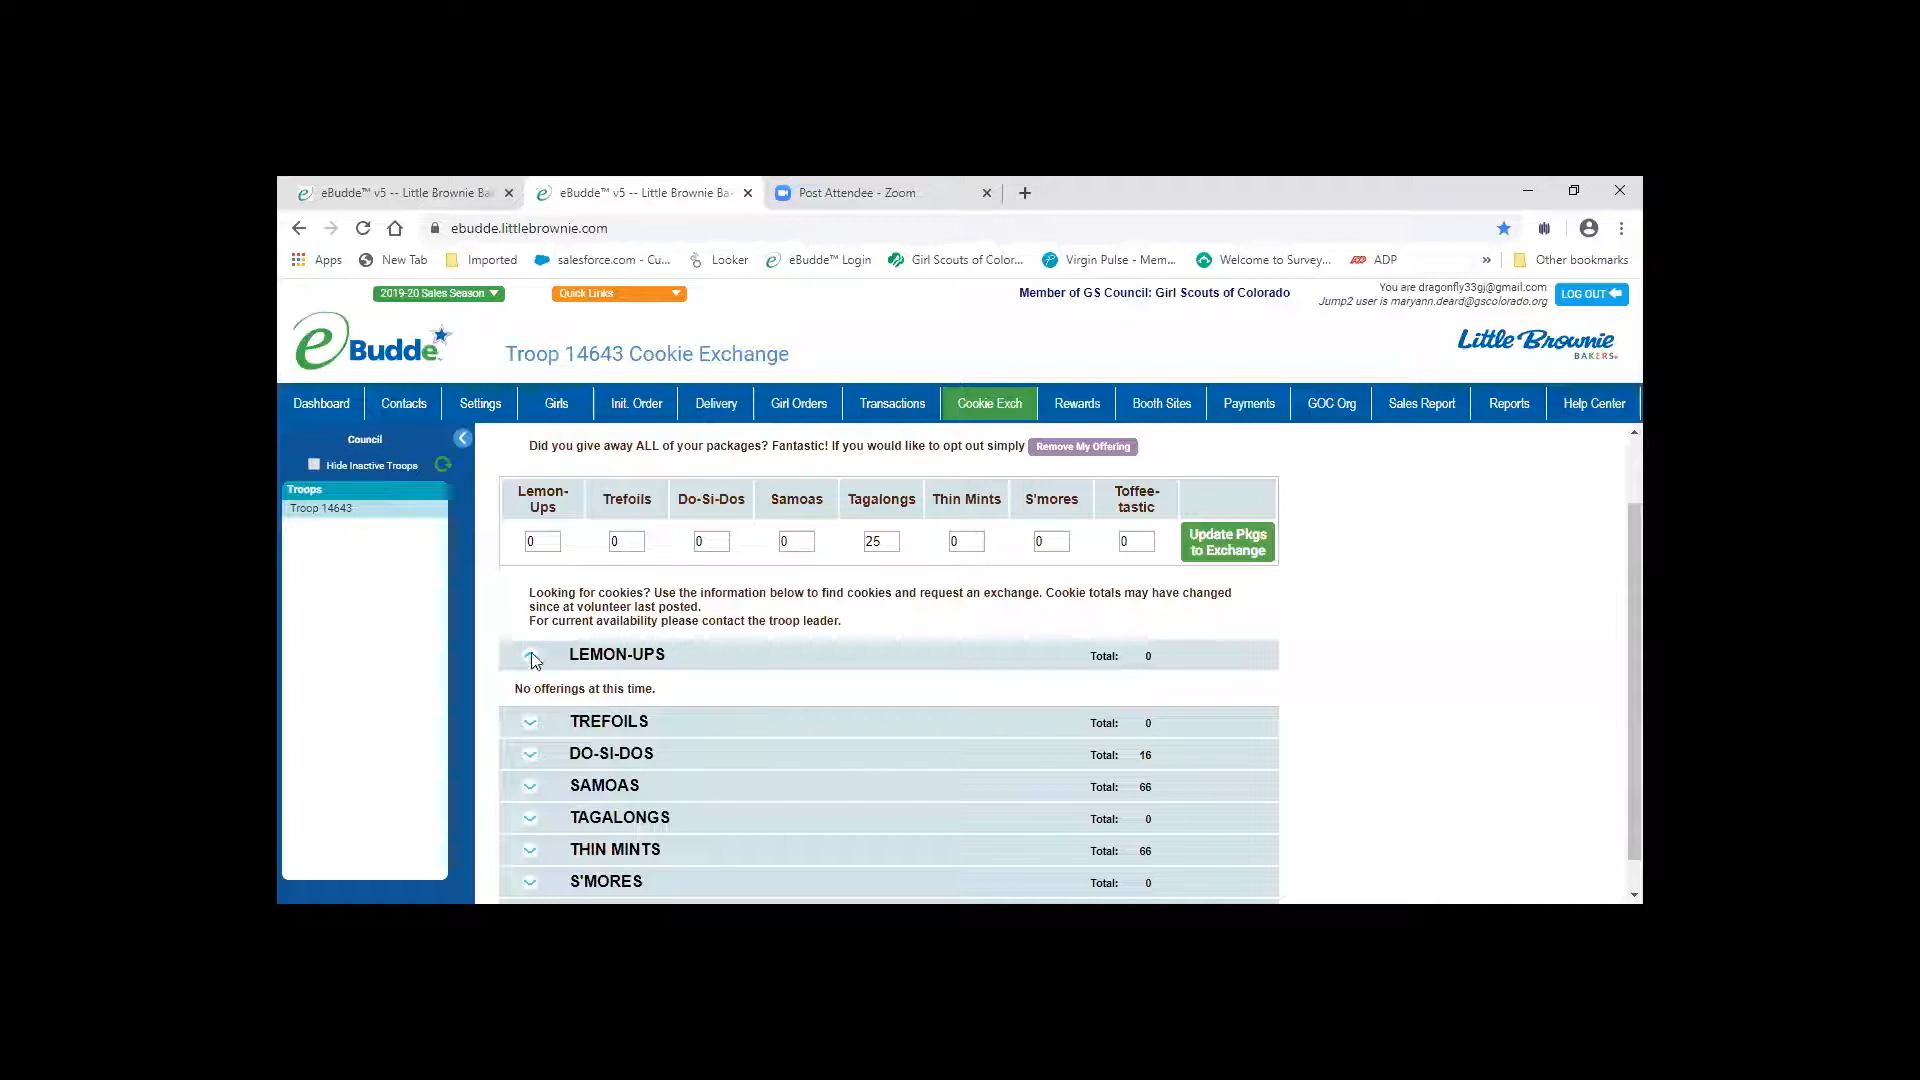 eBudde™ v5 -- Little Brownie Ba
eBudde™ v5 -- Little Brownie Ba
Post Attendee - Zoom
ebudde.littlebrownie.com
Apps
New Tab
Imported
salesforce.com - Cu...
Looker
eBudde™ Login
Girl Scouts of Color...
Virgin Pulse - Mem...
Welcome to Survey...
ADP
»
Other bookmarks
2019-20 Sales Season
Quick Links
Member of GS Council: Girl Scouts of Colorado
You are dragonfly33gj@gmail.com
Jump2 user is maryann.deard@gscolorado.org
LOG OUT
eBudde
Troop 14643 Cookie Exchange
Little Brownie
BAKERS
Dashboard
Contacts
Settings
Girls
Init. Order
Delivery
Girl Orders
Transactions
Cookie Exch
Rewards
Booth Sites
Payments
GOC Org
Sales Report
Reports
Help Center
Council
Hide Inactive Troops
Troops
Troop 14643
Did you give away ALL of your packages? Fantastic! If you would like to opt out simply Remove My Offering
Lemon-Ups
Trefoils
Do-Si-Dos
Samoas
Tagalongs
Thin Mints
S'mores
Toffee-tastic
0
0
0
0
25
0
0
0
Update Pkgs
to Exchange
Looking for cookies? Use the information below to find cookies and request an exchange. Cookie totals may have changed
since at volunteer last posted.
For current availability please contact the troop leader.
LEMON-UPS Total: 0
No offerings at this time.
TREFOILS Total: 0
DO-SI-DOS Total: 16
SAMOAS Total: 66
TAGALONGS Total: 0
THIN MINTS Total: 66
S'MORES Total: 0